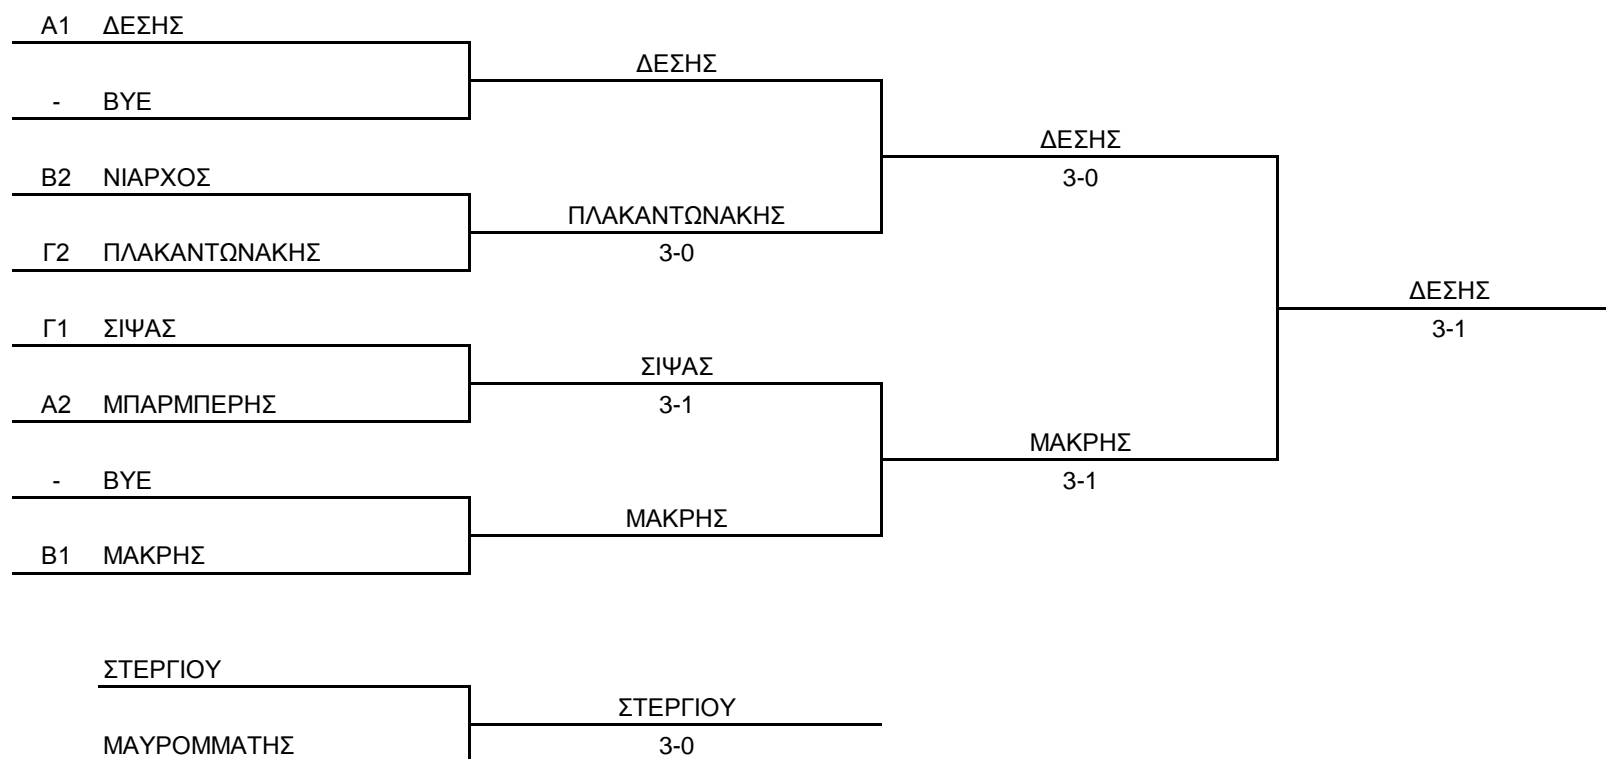 Α1 ΔΕΣΗΣ
ΔΕΣΗΣ
- BYE
ΔΕΣΗΣ
3-0
Β2 ΝΙΑΡΧΟΣ
ΠΛΑΚΑΝΤΩΝΑΚΗΣ
3-0
Γ2 ΠΛΑΚΑΝΤΩΝΑΚΗΣ
ΔΕΣΗΣ
3-1
Γ1 ΣΙΨΑΣ
ΣΙΨΑΣ
3-1
Α2 ΜΠΑΡΜΠΕΡΗΣ
ΜΑΚΡΗΣ
3-1
- BYE
ΜΑΚΡΗΣ
Β1 ΜΑΚΡΗΣ
ΣΤΕΡΓΙΟΥ
ΣΤΕΡΓΙΟΥ
3-0
ΜΑΥΡΟΜΜΑΤΗΣ